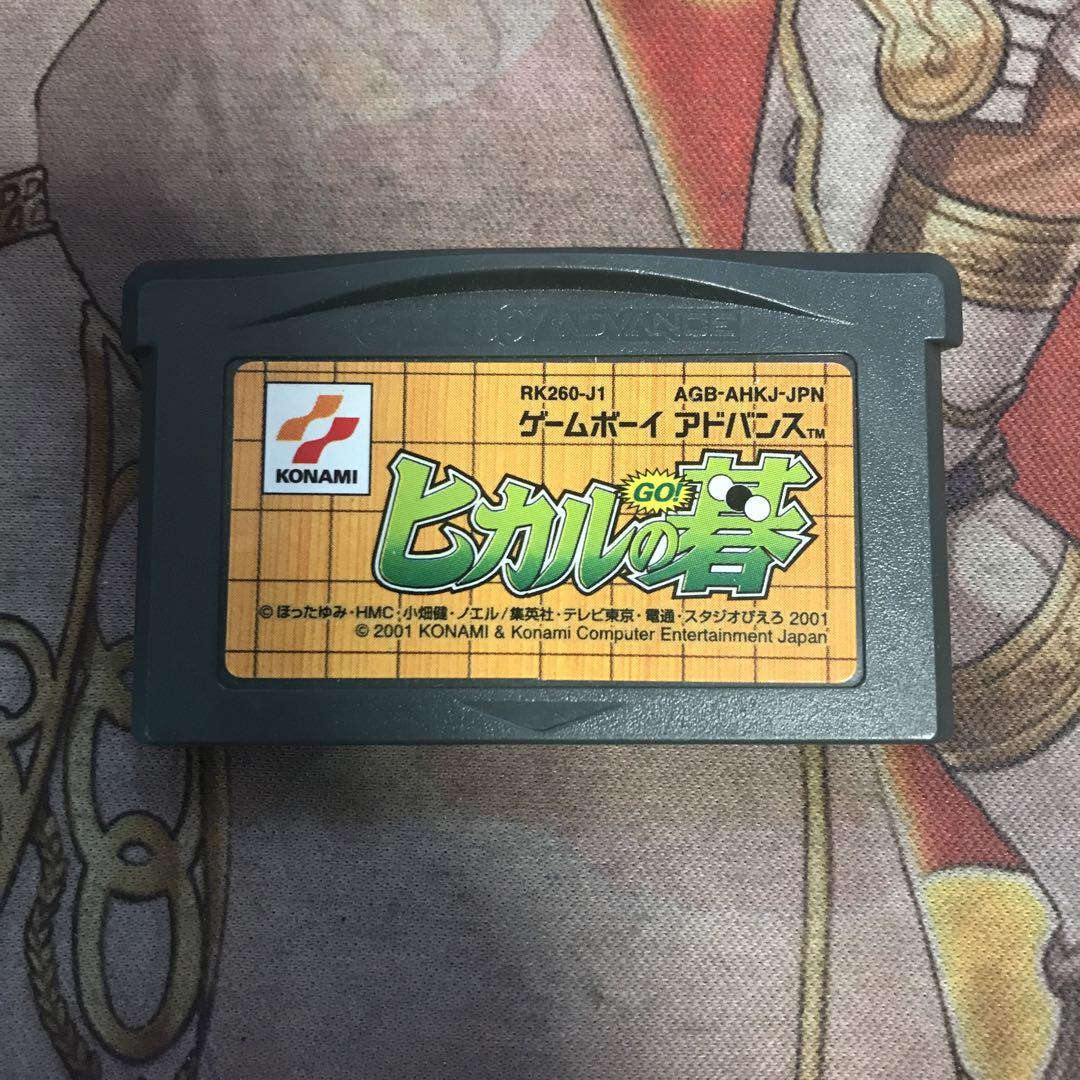 ADVANCE
RK260-J1 AGB-AHKJ-JPN
ゲームボーイ アドバンス™
KONAMI
GO!
ヒカルの碁
© ほったゆみ・HMC・小畑健・ノエル/集英社・テレビ東京・電通・スタジオぴえろ 2001
© 2001 KONAMI & Konami Computer Entertainment Japan